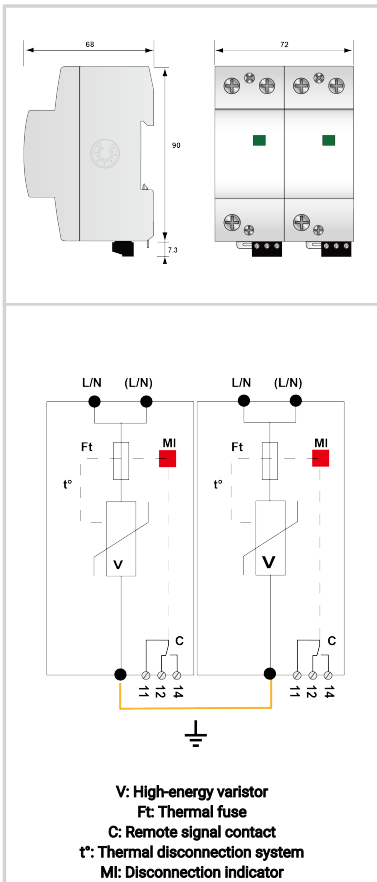 68
72
90
7.3
L/N (L/N) L/N (L/N)
Ft MI Ft MI
t° t°
V V
C C
11 12 14 11 12 14
V: High-energy varistor
Ft: Thermal fuse
C: Remote signal contact
t°: Thermal disconnection system
MI: Disconnection indicator